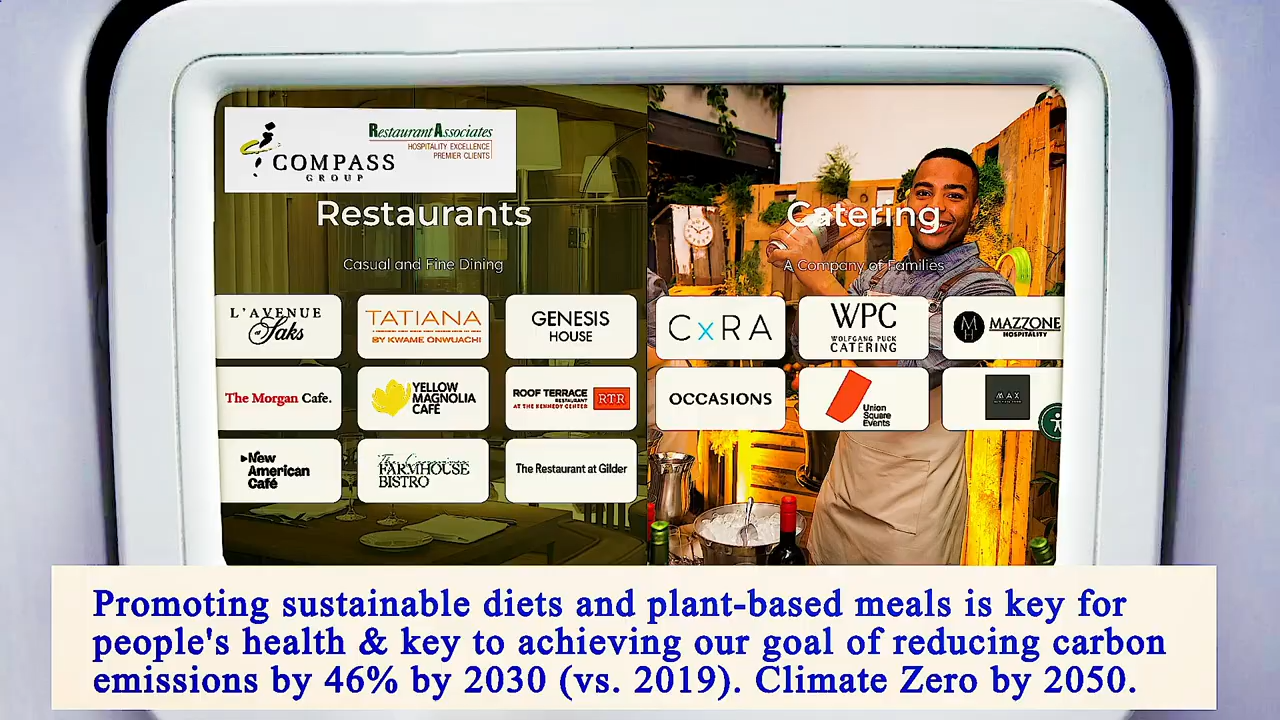 COMPASS
GROUP
RESTAURANT ASSOCIATES
HOSPITALITY EXCELLENCE
PREMIER CLIENTS
Restaurants
Casual and Fine Dining
L'AVENUE
Saks
TATIANA
BY KWAME ONWUACHI
GENESIS
HOUSE
The Morgan Cafe.
YELLOW
MAGNOLIA
CAFÉ
ROOF TERRACE
RESTAURANT
AT THE KENNEDY CENTER
RTR
New
American
Café
FARMHOUSE
BISTRO
The Restaurant at Gilder
Catering
A Company of Families
CxRA
WPC
WOLFGANG PUCK
CATERING
MH
MAZZONE
HOSPITALITY
OCCASIONS
Union
Square
Events
MAX
Promoting sustainable diets and plant-based meals is key for
people's health & key to achieving our goal of reducing carbon
emissions by 46% by 2030 (vs. 2019). Climate Zero by 2050.